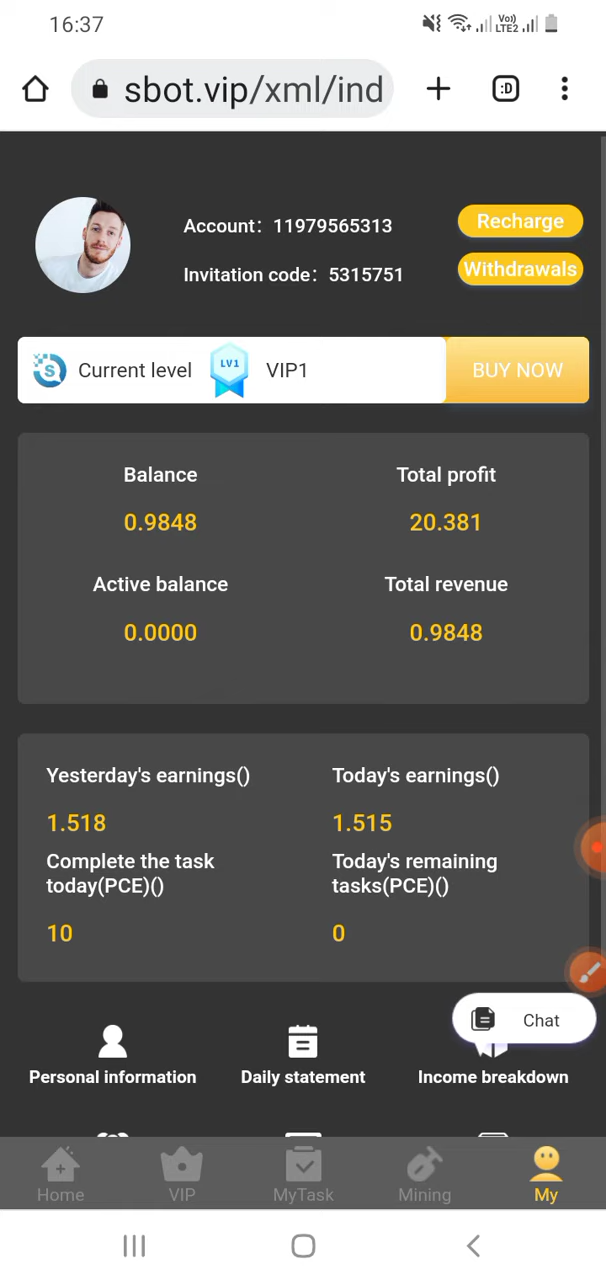 16:37
Vo))
LTE2
sbot.vip/xml/ind
:D
Account: 11979565313
Recharge
Invitation code: 5315751
Withdrawals
S
Current level
LV1
VIP1
BUY NOW
Balance
Total profit
0.9848
20.381
Active balance
Total revenue
0.0000
0.9848
Yesterday's earnings()
Today's earnings()
1.518
1.515
Complete the task
today(PCE)()
Today's remaining
tasks(PCE)()
10
0
Chat
Personal information
Daily statement
Income breakdown
Home
VIP
MyTask
Mining
My